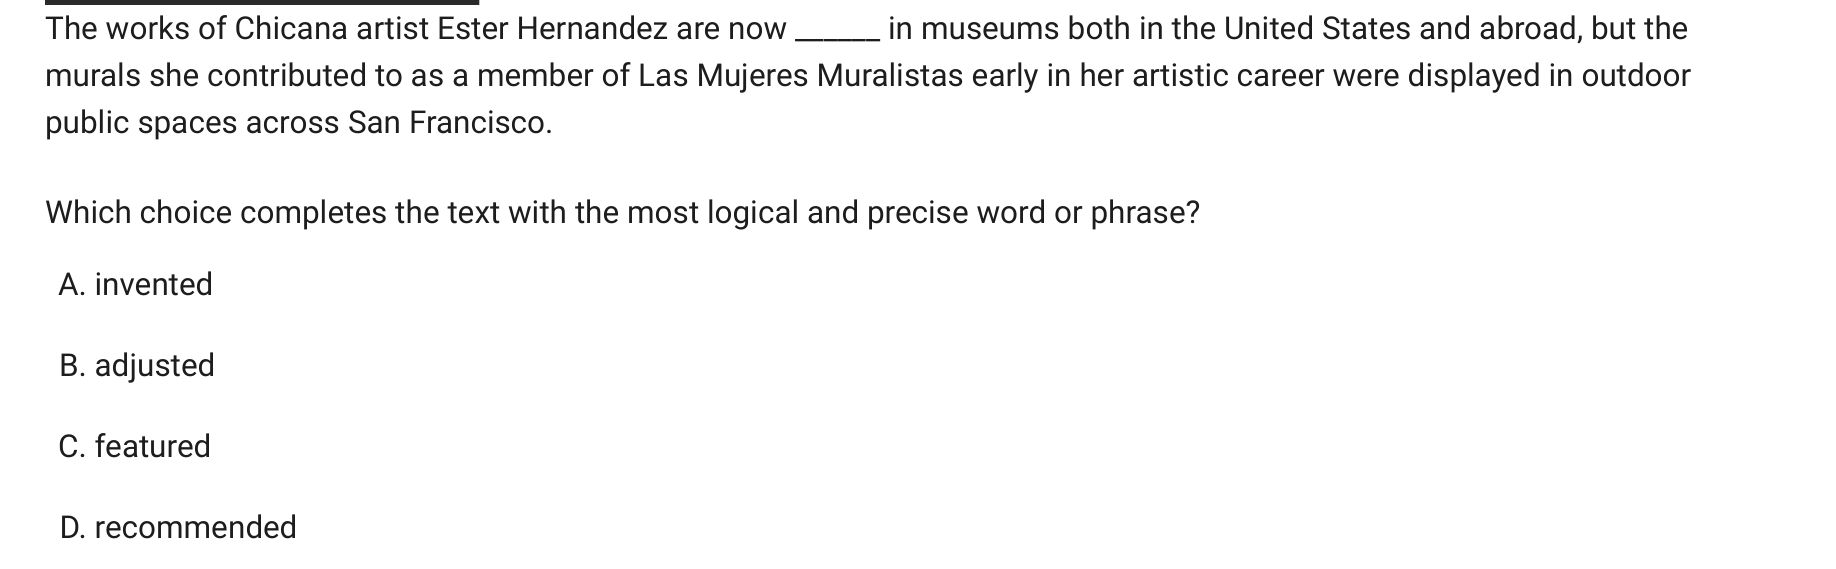 The works of Chicana artist Ester Hernandez are now ______ in museums both in the United States and abroad, but the
murals she contributed to as a member of Las Mujeres Muralistas early in her artistic career were displayed in outdoor
public spaces across San Francisco.
Which choice completes the text with the most logical and precise word or phrase?
A. invented
B. adjusted
C. featured
D. recommended